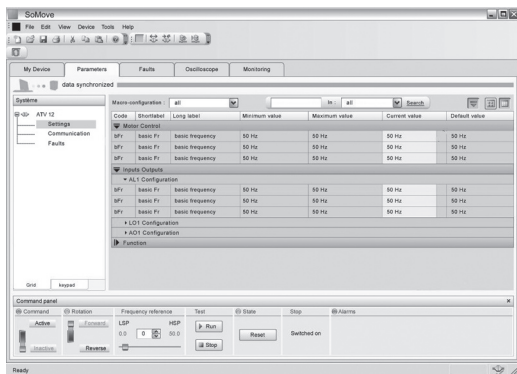 SoMove
File Edit View Device Tools Help
My Device Parameters Faults Oscilloscope Monitoring
data synchronized
Système
ATV 12
Settings
Communication
Faults
Macro-configuration : all In : all Search
Code Shortlabel Long label Minimum value Maximum value Current value Default value
Motor Control
bFr basic Fr basic frequency 50 Hz 50 Hz 50 Hz 50 Hz
bFr basic Fr basic frequency 50 Hz 50 Hz 50 Hz 50 Hz
bFr basic Fr basic frequency 50 Hz 50 Hz 50 Hz 50 Hz
Inputs Outputs
AL1 Configuration
bFr basic Fr basic frequency 50 Hz 50 Hz 50 Hz 50 Hz
bFr basic Fr basic frequency 50 Hz 50 Hz 50 Hz 50 Hz
bFr basic Fr basic frequency 50 Hz 50 Hz 50 Hz 50 Hz
LO1 Configuration
AO1 Configuration
Function
Grid keypad
Command panel
Command Rotation Frequency reference Test State Stop Alarms
Active Forward LSP HSP Run
0.0 0 50.0 Reset Switched on
Inactive Reverse Stop
Ready